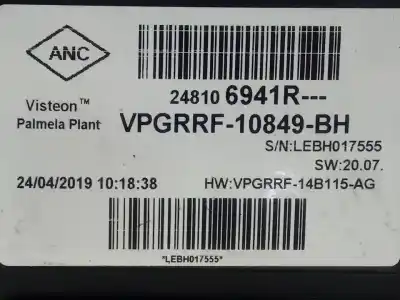 ANC
Visteon™
Palmela Plant
24810 6941R---
VPGRRF-10849-BH
S/N:LEBH017555
SW:20.07.
24/04/2019 10:18:38
HW:VPGRRF-14B115-AG
*LEBH017555*